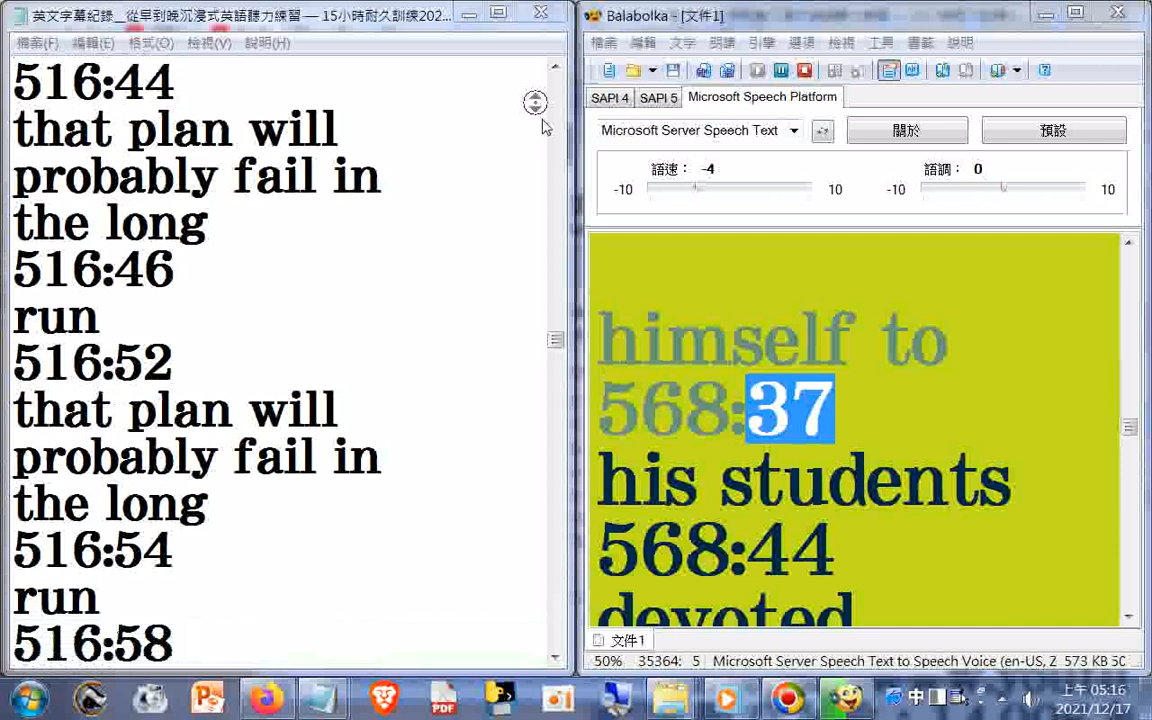 英文字幕紀錄__從早到晚沉浸式英語聽力練習 — 15小時耐久訓練202...
檔案(F) 編輯(E) 格式(O) 檢視(V) 說明(H)
516:44
that plan will
probably fail in
the long
516:46
run
516:52
that plan will
probably fail in
the long
516:54
run
516:58
Balabolka - [文件1]
檔案 編輯 文字 朗讀 引擎 選項 檢視 工具 書籤 說明
SAPI 4 SAPI 5 Microsoft Speech Platform
Microsoft Server Speech Text 關於 預設
語速： -4 語調： 0
-10 10 -10 10
himself to
568:37
his students
568:44
devoted
文件1
50% 35364: 5 Microsoft Server Speech Text to Speech Voice (en-US, Z 573 KB 50
PDF 中 上午 05:16
2021/12/17